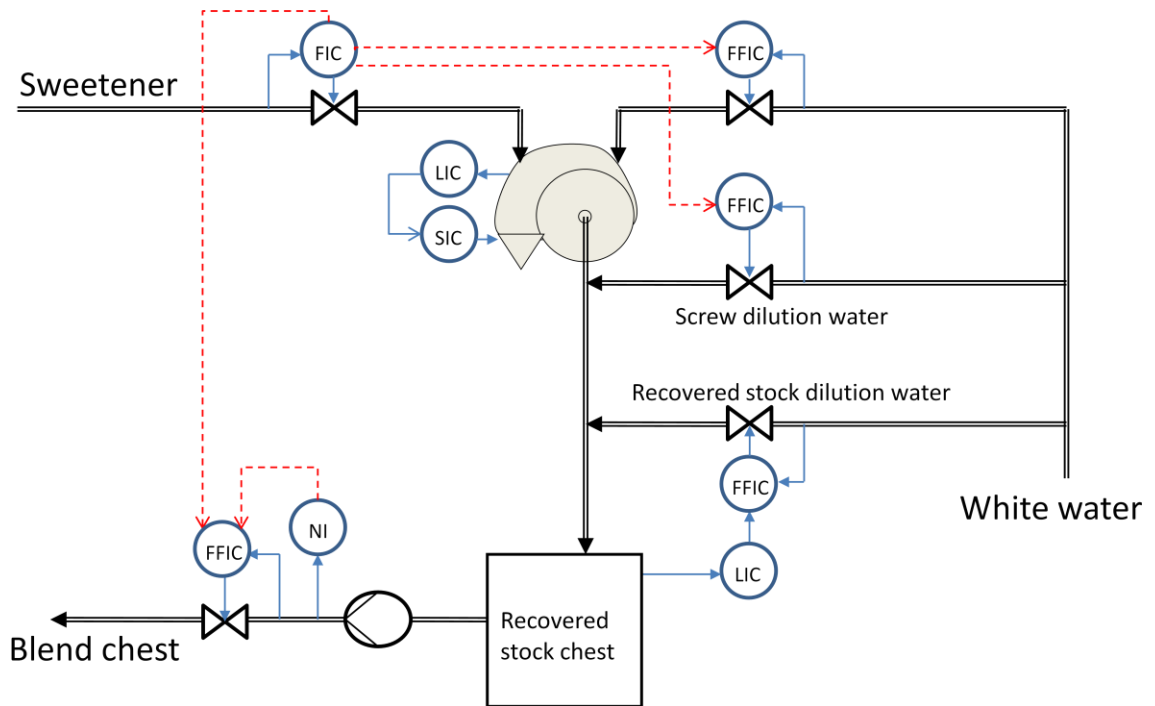 FIC
FFIC
Sweetener
LIC
FFIC
SIC
Screw dilution water
Recovered stock dilution water
FFIC
White water
NI
FFIC
LIC
Recovered
stock chest
Blend chest